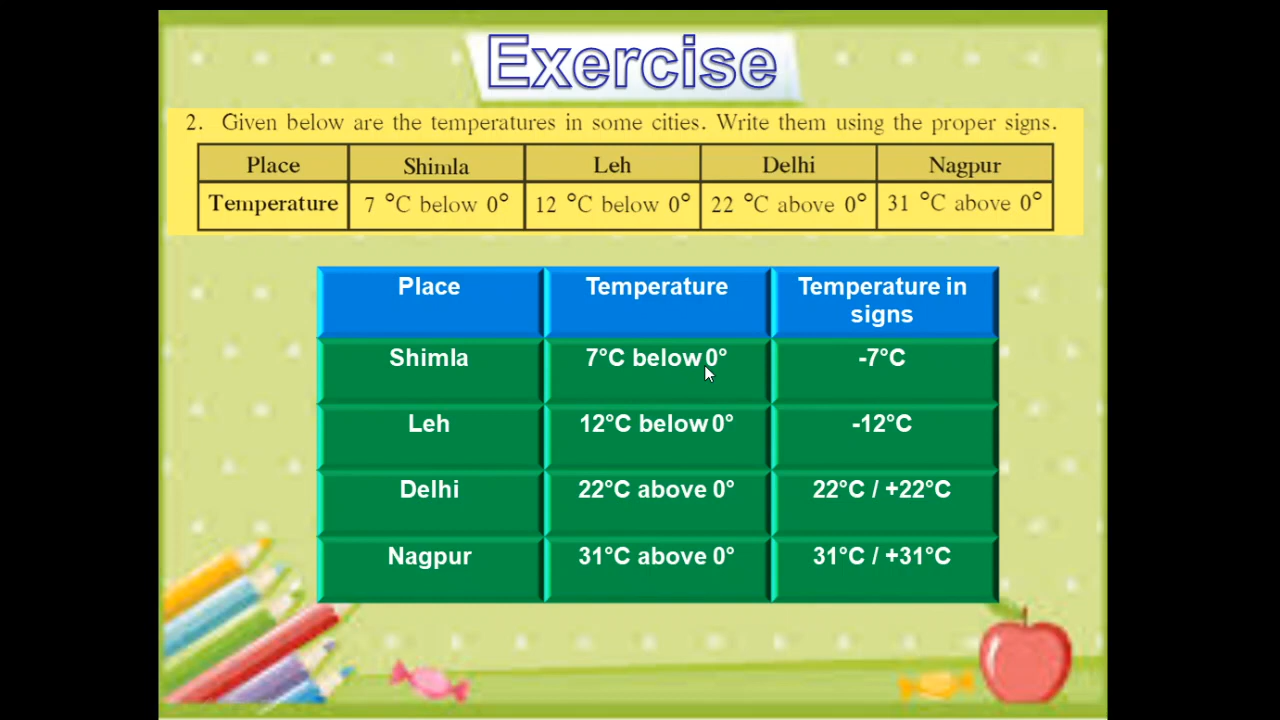 Exercise
2. Given below are the temperatures in some cities. Write them using the proper signs.
Place Shimla Leh Delhi Nagpur
Temperature 7 °C below 0° 12 °C below 0° 22 °C above 0° 31 °C above 0°
Place Temperature Temperature in
signs
Shimla 7°C below 0° -7°C
Leh 12°C below 0° -12°C
Delhi 22°C above 0° 22°C / +22°C
Nagpur 31°C above 0° 31°C / +31°C